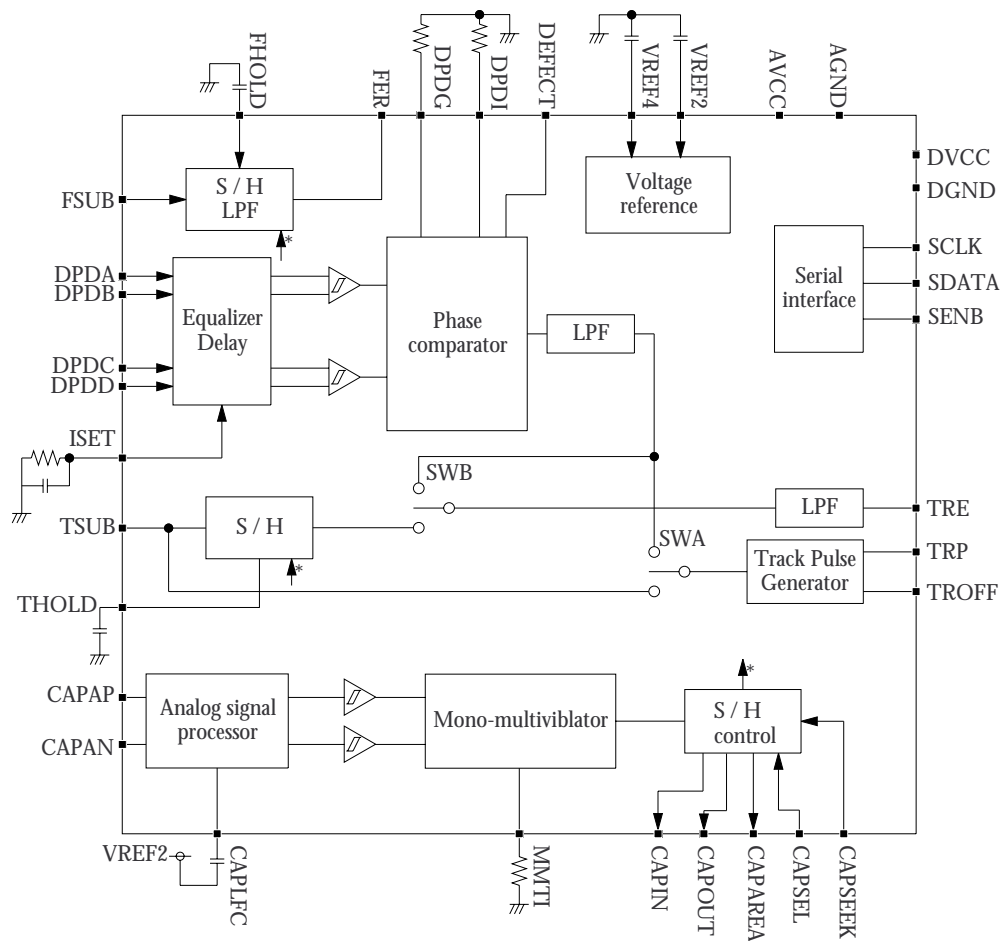 FHOLD
FER
DPDG
DPDI
DEFECT
VREF4
VREF2
AVCC
AGND
DVCC
DGND
FSUB
S / H
LPF
*
Voltage
reference
DPDA
DPDB
DPDC
DPDD
Equalizer
Delay
Phase
comparator
LPF
Serial
interface
SCLK
SDATA
SENB
ISET
SWB
TSUB
S / H
*
LPF
TRE
SWA
Track Pulse
Generator
TRP
TROFF
THOLD
CAPAP
CAPAN
Analog signal
processor
Mono-multiviblator
*
S / H
control
VREF2
CAPLFC
MMTI
CAPIN
CAPOUT
CAPAREA
CAPSEL
CAPSEEK